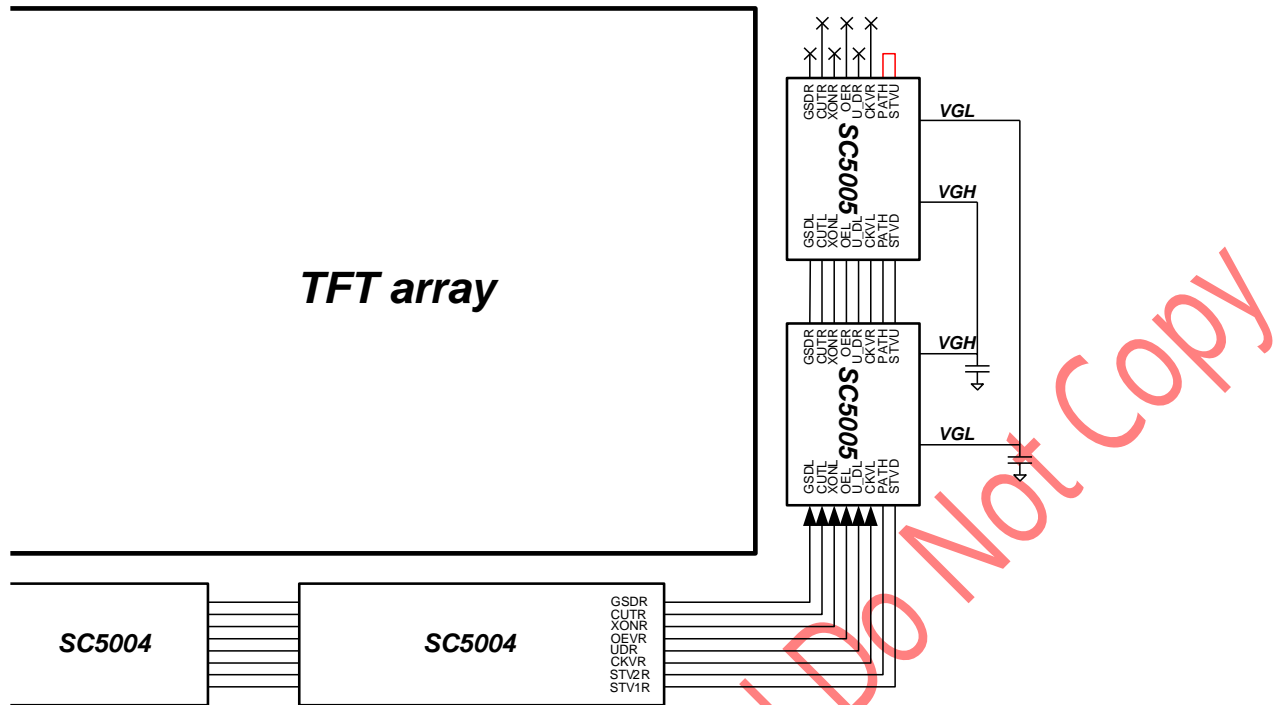 GSDR
CUTR
XONR
OER
U_DR
CKVR
PATH
STVU
SC5005
VGL
VGH
GSDL
CUTL
XONL
OEL
U_DL
CKVL
PATH
STVD
TFT array
GSDR
CUTR
XONR
OER
U_DR
CKVR
PATH
STVU
SC5005
VGH
VGL
GSDL
CUTL
XONL
OEL
U_DL
CKVL
PATH
STVD
SC5004
SC5004
GSDR
CUTR
XONR
OEVR
UDR
CKVR
STV2R
STV1R
Do Not Copy